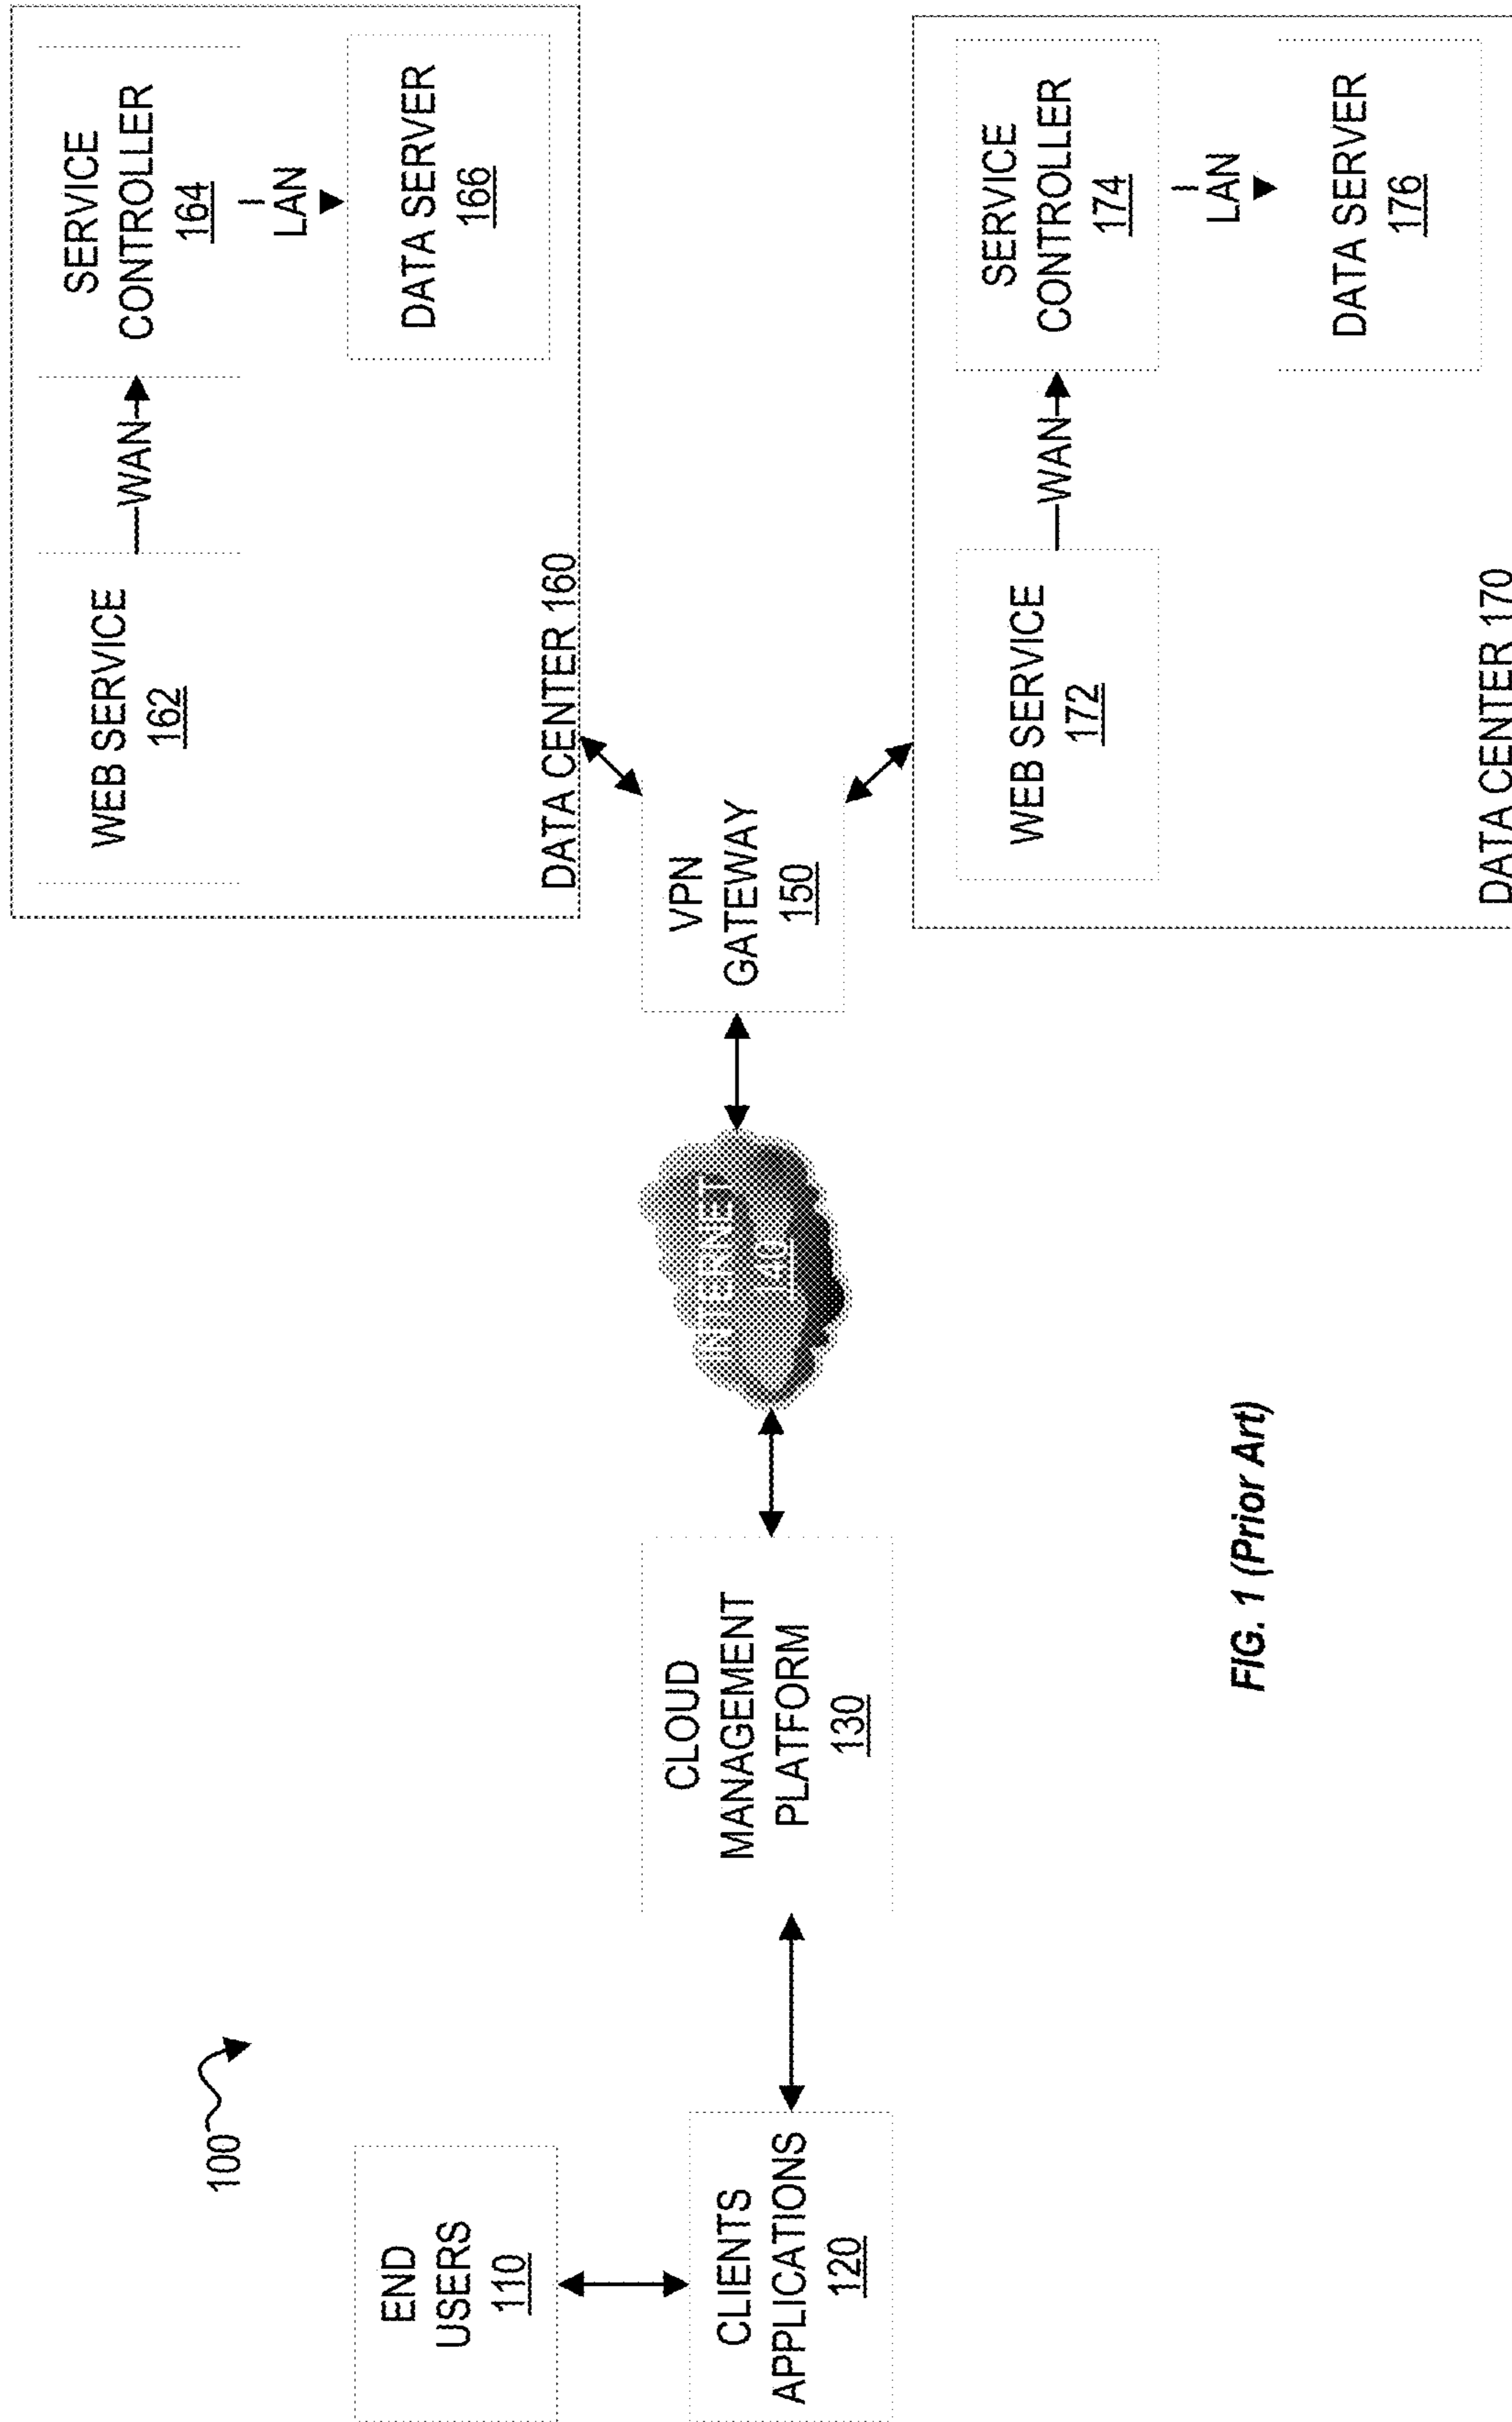 100
END
USERS
110
CLIENTS
APPLICATIONS
120
CLOUD
MANAGEMENT
PLATFORM
130
INTERNET
140
VPN
GATEWAY
150
WEB SERVICE
162
WAN
SERVICE
CONTROLLER
164
LAN
DATA SERVER
166
DATA CENTER 160
WEB SERVICE
172
WAN
SERVICE
CONTROLLER
174
LAN
DATA SERVER
176
DATA CENTER 170
FIG. 1 (Prior Art)